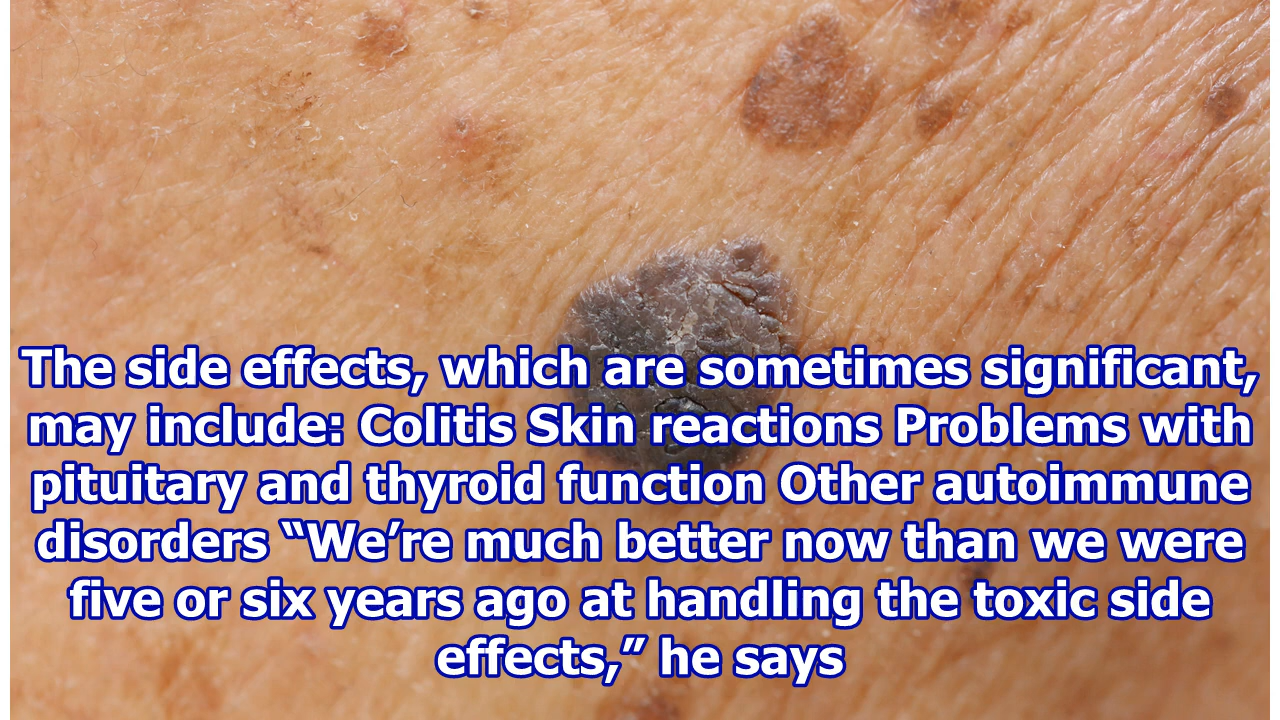 The side effects, which are sometimes significant,
may include: Colitis Skin reactions Problems with
pituitary and thyroid function Other autoimmune
disorders “We’re much better now than we were
five or six years ago at handling the toxic side
effects,” he says